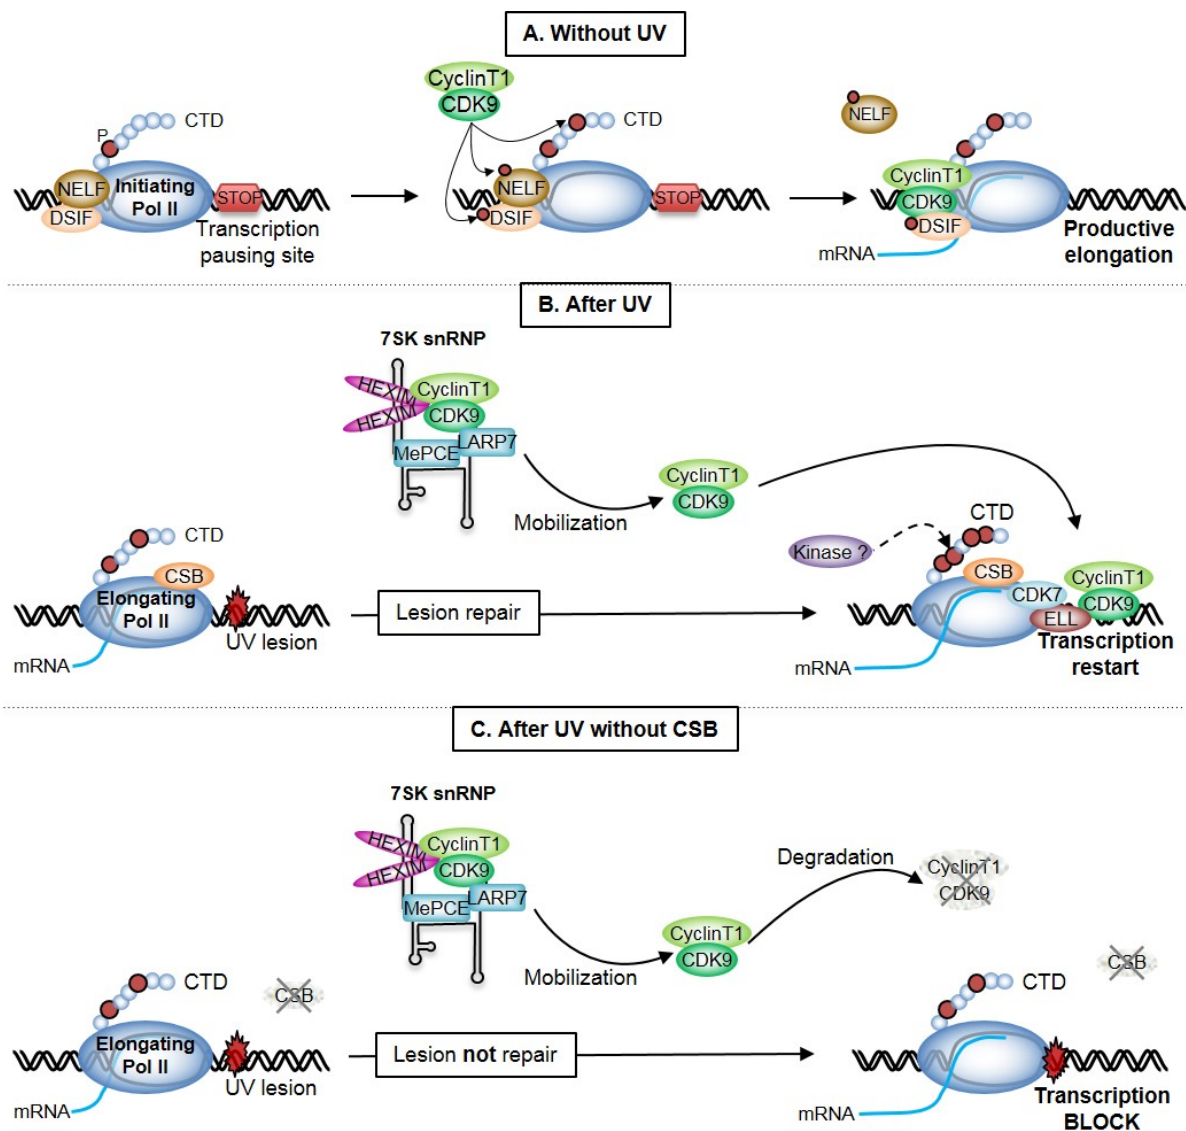 A. Without UV
CyclinT1
CDK9
P
CTD
NELF
Initiating
Pol II
DSIF
STOP
Transcription
pausing site
CTD
NELF
DSIF
STOP
NELF
CyclinT1
CDK9
DSIF
mRNA
Productive
elongation
B. After UV
7SK snRNP
HEXIM
HEXIM
CyclinT1
CDK9
LARP7
MePCE
Mobilization
CyclinT1
CDK9
CTD
CSB
Elongating
Pol II
UV lesion
mRNA
Lesion repair
Kinase ?
CTD
CSB
CDK7
CyclinT1
CDK9
ELL
mRNA
Transcription
restart
C. After UV without CSB
7SK snRNP
HEXIM
HEXIM
CyclinT1
CDK9
LARP7
MePCE
Mobilization
CyclinT1
CDK9
Degradation
CyclinT1
CDK9
CTD
CSB
Elongating
Pol II
UV lesion
mRNA
Lesion not repair
CSB
CTD
mRNA
Transcription
BLOCK